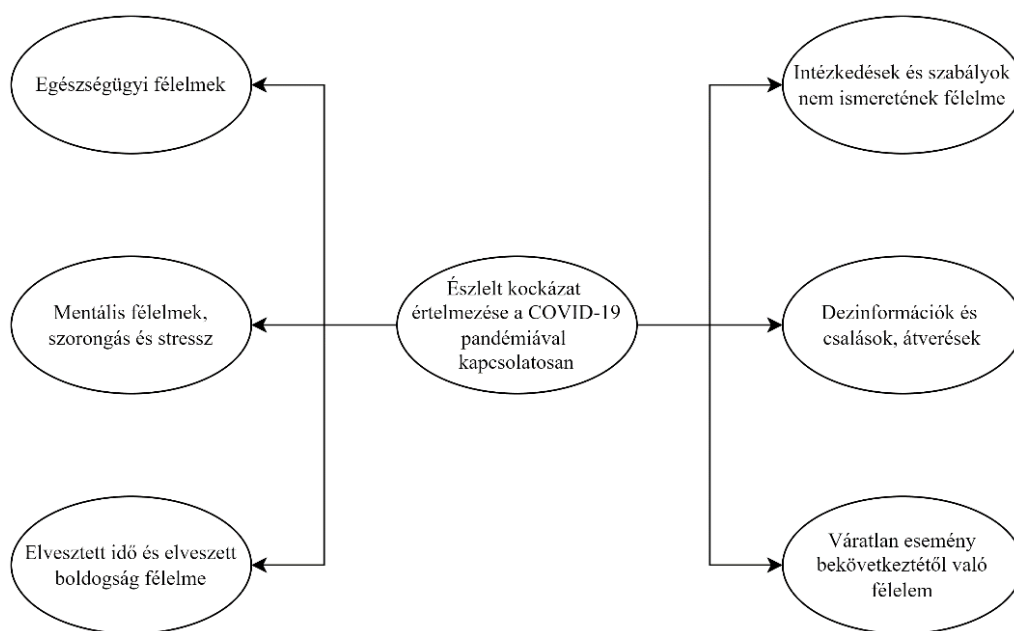 Egészségügyi félelmek
Intézkedések és szabályok
nem ismeretének félelme
Mentális félelmek,
szorongás és stressz
Észlelt kockázat
értelmezése a COVID-19
pandémiával
kapcsolatosan
Dezinformációk és
csalások, átverések
Elvesztett idő és elveszett
boldogság félelme
Váratlan esemény
bekövetkeztétől való
félelem